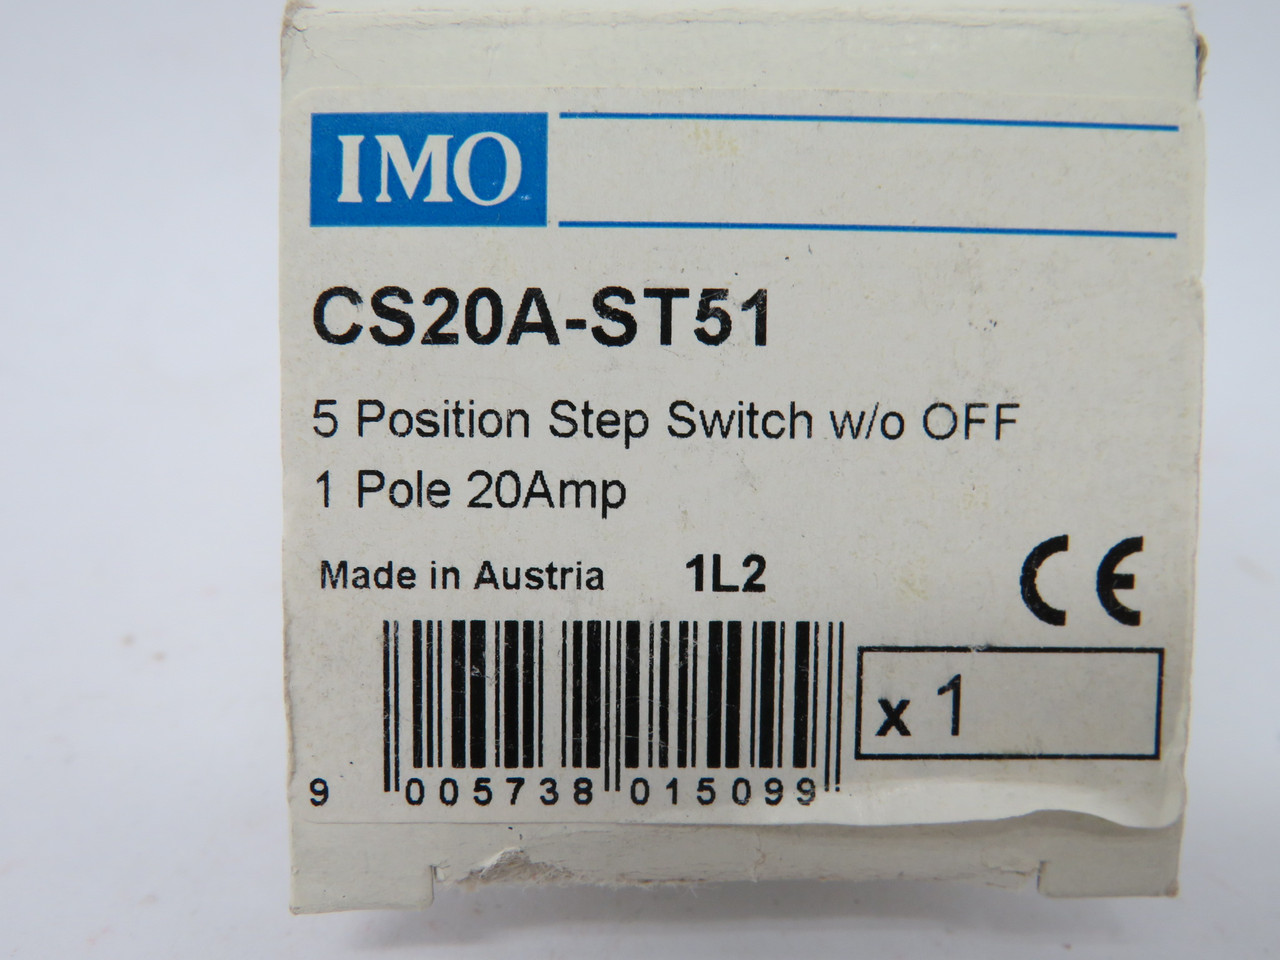 IMO
CS20A-ST51
5 Position Step Switch w/o OFF
1 Pole 20Amp
Made in Austria 1L2
CE
x 1
9 005738 015099